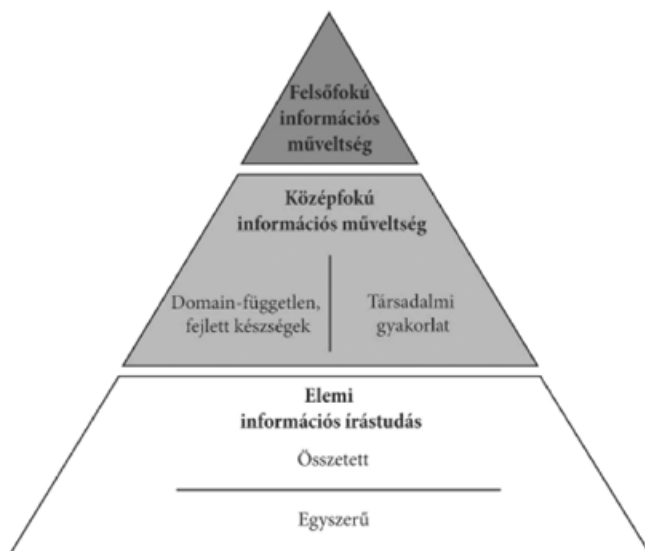 Felsőfokú
információs
műveltség
Középfokú
információs műveltség
Domain-független,
fejlett készségek
Társadalmi
gyakorlat
Elemi
információs írástudás
Összetett
Egyszerű